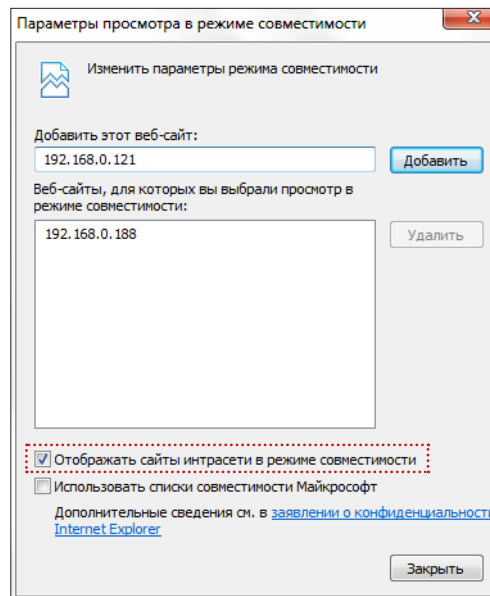 Параметры просмотра в режиме совместимости
Изменить параметры режима совместимости
Добавить этот веб-сайт:
192.168.0.121
Добавить
Веб-сайты, для которых вы выбрали просмотр в
режиме совместимости:
192.168.0.188
Удалить
Отображать сайты интрасети в режиме совместимости
Использовать списки совместимости Майкрософт
Дополнительные сведения см. в заявлении о конфиденциальности
Internet Explorer
Закрыть